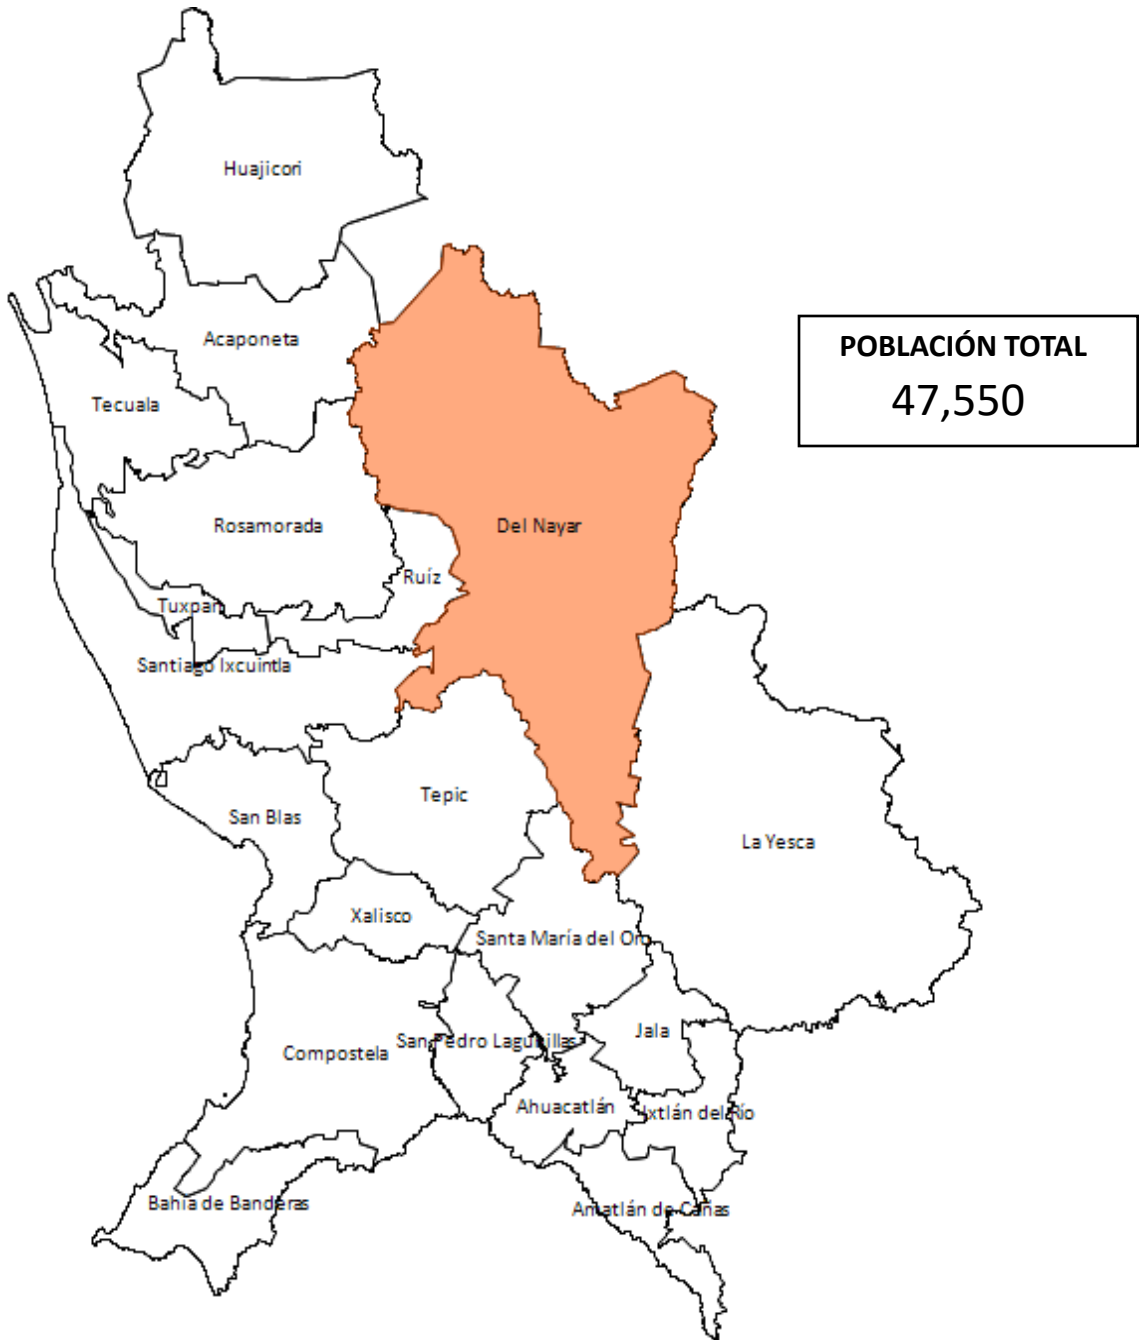 Huajicori
Acaponeta
POBLACIÓN TOTAL
47,550
Tecuala
Rosamorada
Del Nayar
Ruíz
Tuxpan
Santiago Ixcuintla
Tepic
San Blas
La Yesca
Xalisco
Santa María del Oro
Jala
San Pedro Lagunillas
Compostela
Ahuacatlán
Ixtlán del Río
Bahía de Banderas
Amatlán de Cañas